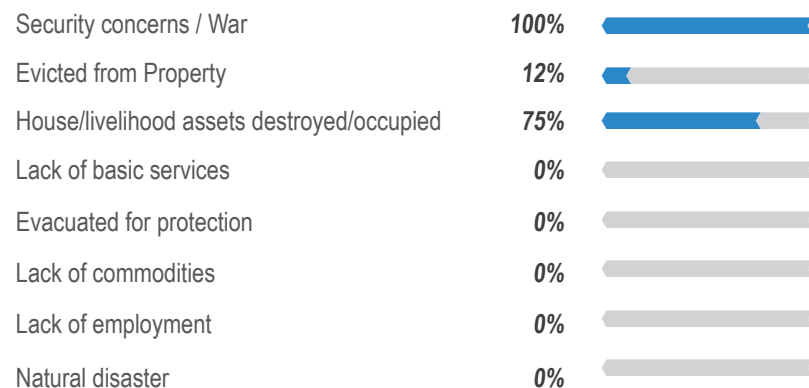 Security concerns / War 100%
Evicted from Property 12%
House/livelihood assets destroyed/occupied 75%
Lack of basic services 0%
Evacuated for protection 0%
Lack of commodities 0%
Lack of employment 0%
Natural disaster 0%